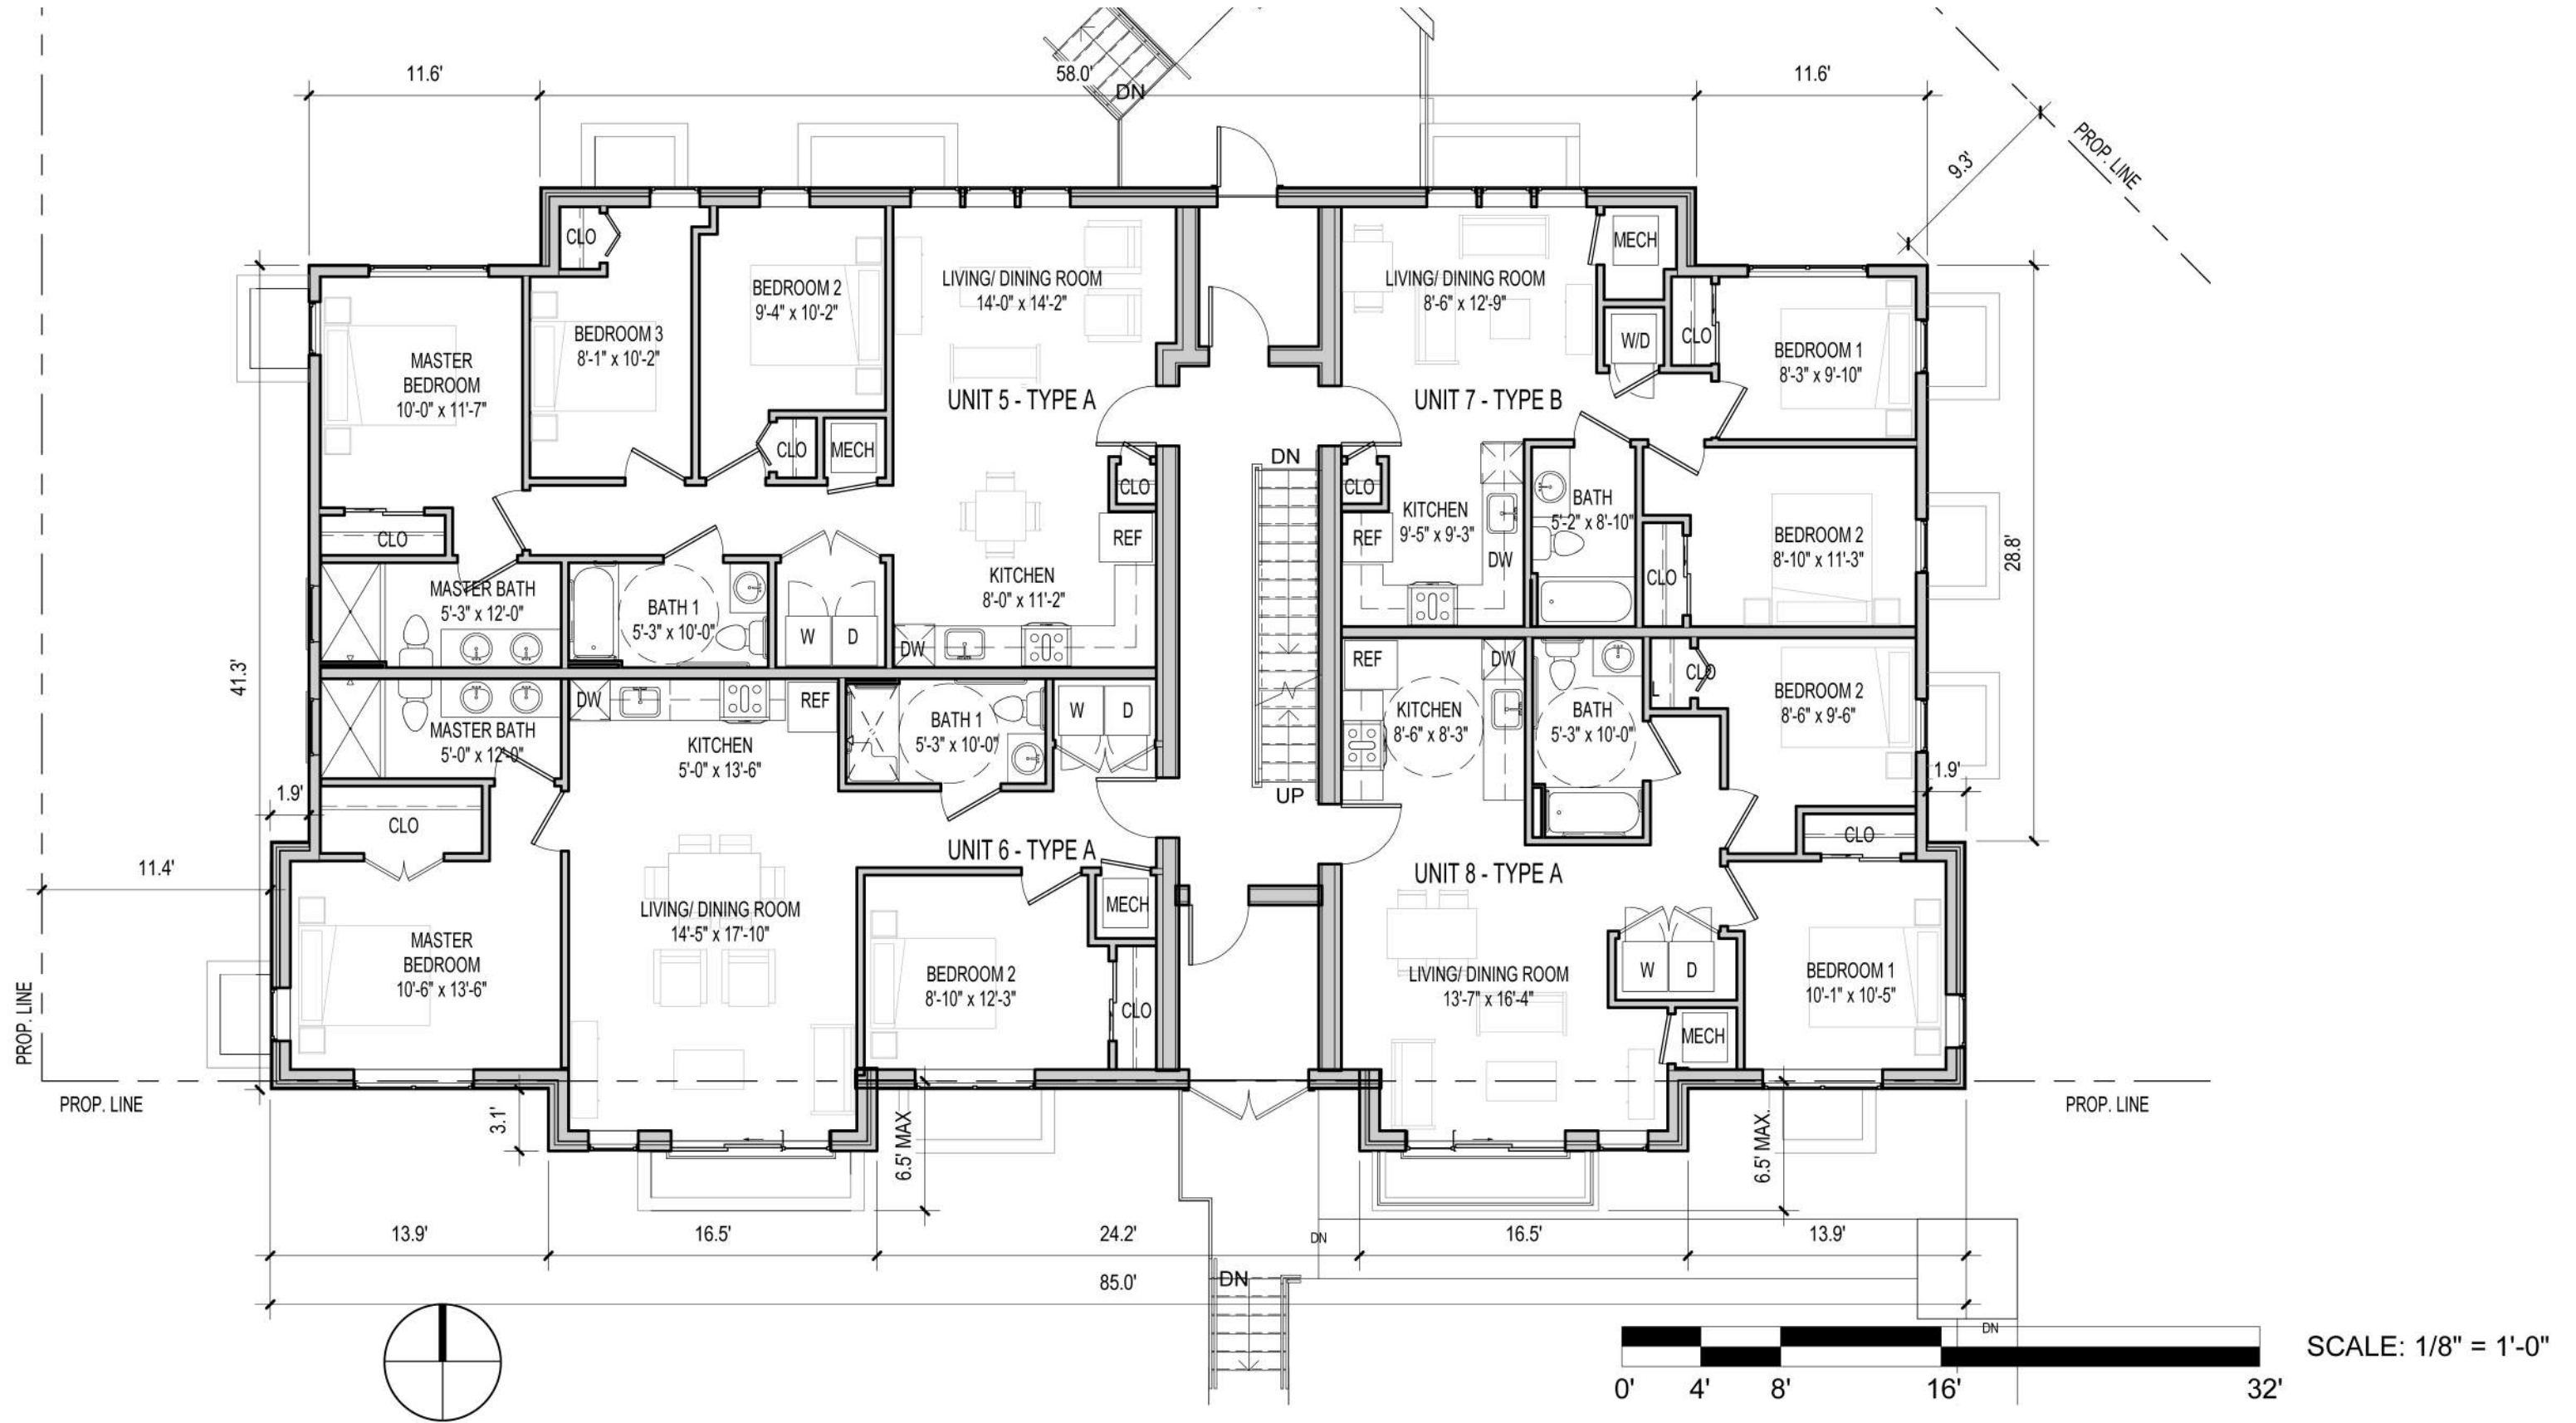 11.6'
58.0'
11.6'
DN
PROP. LINE
9.3'
CLO
MECH
BEDROOM 2
9'-4" x 10'-2"
LIVING/ DINING ROOM
14'-0" x 14'-2"
LIVING/ DINING ROOM
8'-6" x 12'-9"
BEDROOM 3
8'-1" x 10'-2"
W/D
CLO
MASTER
BEDROOM
10'-0" x 11'-7"
BEDROOM 1
8'-3" x 9'-10"
UNIT 5 - TYPE A
UNIT 7 - TYPE B
CLO
MECH
DN
CLO
CLO
BATH
5'-2" x 8'-10"
KITCHEN
9'-5" x 9'-3"
CLO
REF
REF
DW
BEDROOM 2
8'-10" x 11'-3"
28.8'
CLO
MASTER BATH
5'-3" x 12'-0"
BATH 1
5'-3" x 10'-0"
KITCHEN
8'-0" x 11'-2"
W
D
DW
41.3'
REF
DW
CLO
DW
REF
MASTER BATH
5'-0" x 12'-0"
KITCHEN
5'-0" x 13'-6"
BATH 1
5'-3" x 10'-0"
W
D
KITCHEN
8'-6" x 8'-3"
BATH
5'-3" x 10'-0"
BEDROOM 2
8'-6" x 9'-6"
1.9'
1.9'
UP
CLO
CLO
UNIT 6 - TYPE A
UNIT 8 - TYPE A
11.4'
LIVING/ DINING ROOM
14'-5" x 17'-10"
MECH
MASTER
BEDROOM
10'-6" x 13'-6"
BEDROOM 2
8'-10" x 12'-3"
CLO
LIVING/ DINING ROOM
13'-7" x 16'-4"
W
D
BEDROOM 1
10'-1" x 10'-5"
MECH
PROP. LINE
PROP. LINE
PROP. LINE
3.1'
6.5' MAX
6.5' MAX.
13.9'
16.5'
24.2'
DN
16.5'
13.9'
85.0'
DN
DN
SCALE: 1/8" = 1'-0"
0'
4'
8'
16'
32'